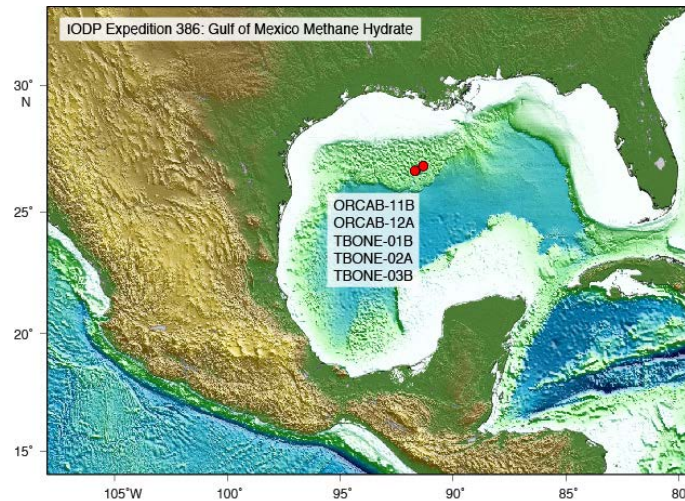 IODP Expedition 386: Gulf of Mexico Methane Hydrate
30°
N
ORCAB-11B
ORCAB-12A
TBONE-01B
TBONE-02A
TBONE-03B
25°
20°
15°
105°W
100°
95°
90°
85°